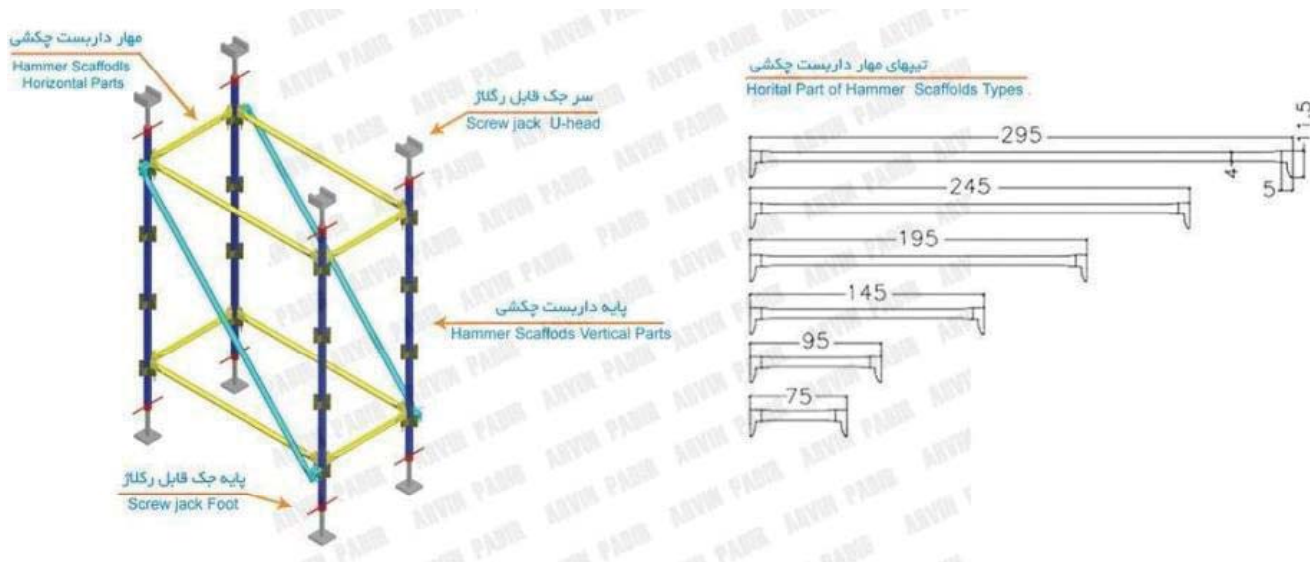 مهار داربست چکشی
Hammer Scaffodls
Horizontal Parts
سر جک قابل رگلاژ
Screw jack U-head
پایه داربست چکشی
Hammer Scaffods Vertical Parts
پایه جک قابل رگلاژ
Screw jack Foot
تیپهای مهار داربست چکشی
Horital Part of Hammer Scaffolds Types .
295
1.5
4
5
245
195
145
95
75
ARVIN PADIR